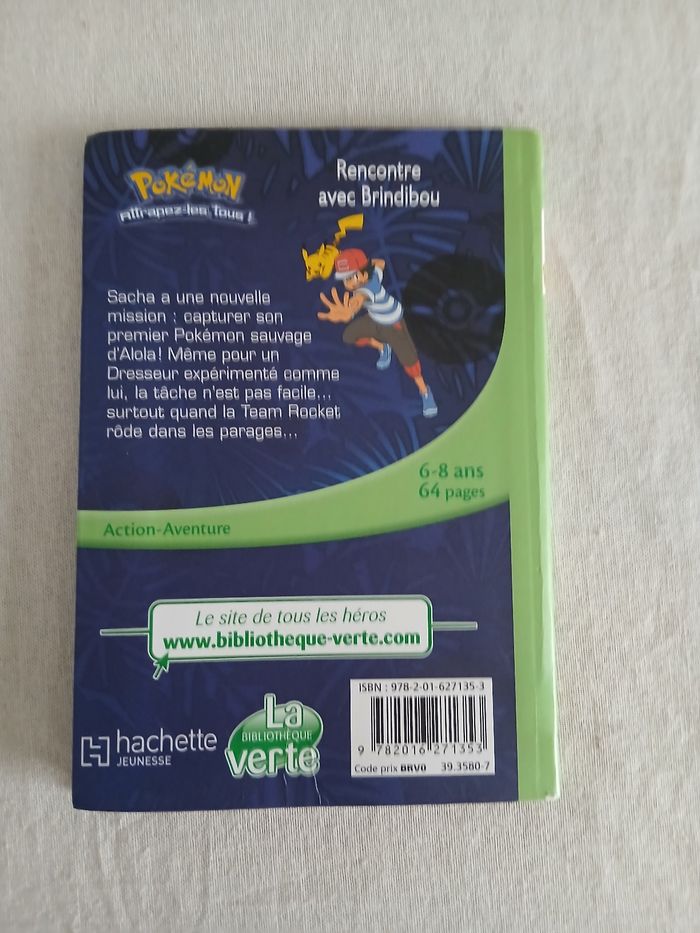 POKéMON
Attrapez-les Tous !
Rencontre
avec Brindibou
Sacha a une nouvelle
mission : capturer son
premier Pokémon sauvage
d'Alola! Même pour un
Dresseur expérimenté comme
lui, la tâche n'est pas facile...
surtout quand la Team Rocket
rôde dans les parages...
6-8 ans
64 pages
Action-Aventure
Le site de tous les héros
www.bibliotheque-verte.com
hachette
JEUNESSE
La
BIBLIOTHÈQUE
verte
ISBN : 978-2-01-627135-3
9 782016 271353
Code prix BRV0 39.3580-7